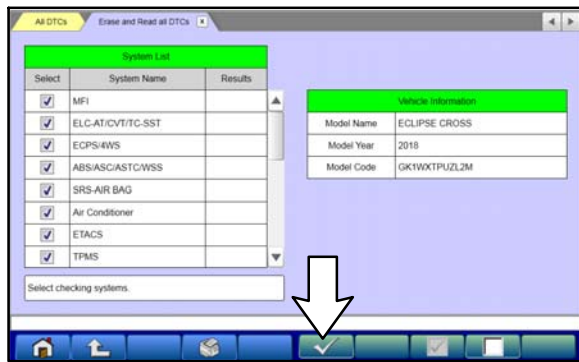 All DTCs
Erase and Read all DTCs
System List
Select System Name Results
MFI
ELC-AT/CVT/TC-SST
ECPS/4WS
ABS/ASC/ASTC/WSS
SRS-AIR BAG
Air Conditioner
ETACS
TPMS
Select checking systems.
Vehicle Information
Model Name ECLIPSE CROSS
Model Year 2018
Model Code GK1WXTPUZL2M